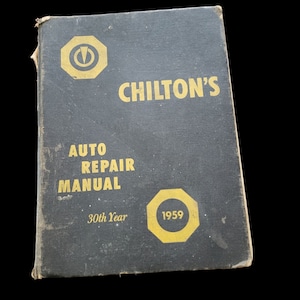 CHILTON'S
AUTO
REPAIR
MANUAL
30th Year
1959